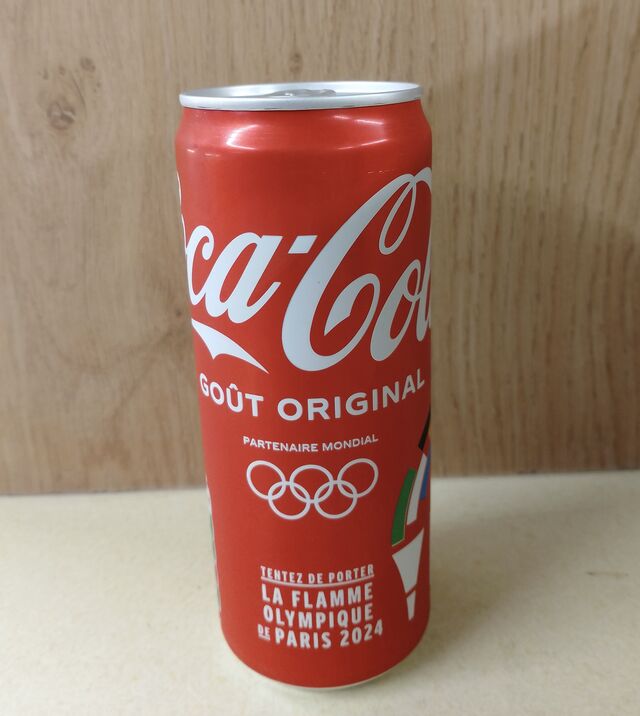 ca-Col
GOÛT ORIGINAL
PARTENAIRE MONDIAL
TENTEZ DE PORTER
LA FLAMME
OLYMPIQUE
DE PARIS 2024